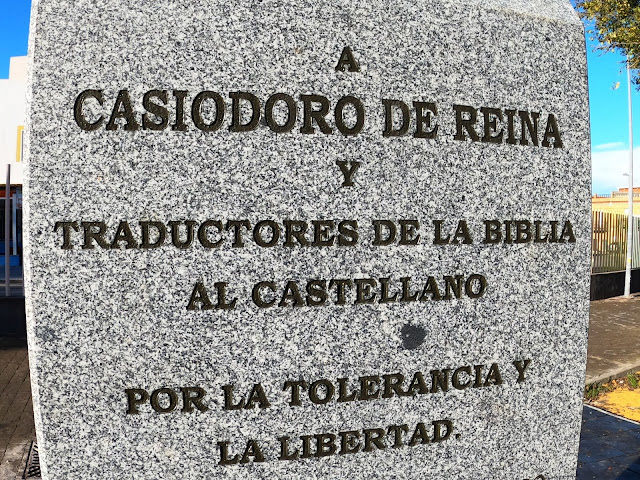 A
CASIODORO DE REINA
Y
TRADUCTORES DE LA BIBLIA
AL CASTELLANO
POR LA TOLERANCIA Y
LA LIBERTAD.